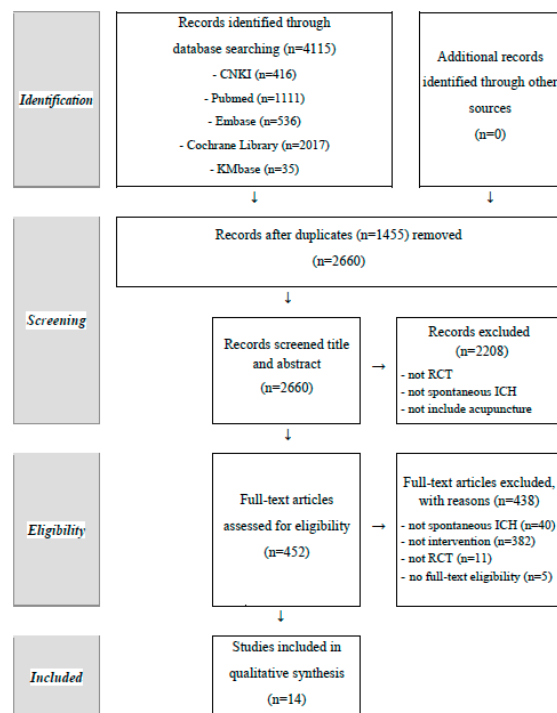 Identification
Records identified through
database searching (n=4115)
- CNKI (n=416)
- Pubmed (n=1111)
- Embase (n=536)
- Cochrane Library (n=2017)
- KMbase (n=35)
Additional records
identified through other
sources
(n=0)
↓ ↓
Screening
Records after duplicates (n=1455) removed
(n=2660)
↓
Records screened title
and abstract
(n=2660)
→
Records excluded
(n=2208)
- not RCT
- not spontaneous ICH
- not include acupuncture
↓
Eligibility
Full-text articles
assessed for eligibility
(n=452)
→
Full-text articles excluded,
with reasons (n=438)
- not spontaneous ICH (n=40)
- not intervention (n=382)
- not RCT (n=11)
- no full-text eligibility (n=5)
↓
Included
Studies included in
qualitative synthesis
(n=14)